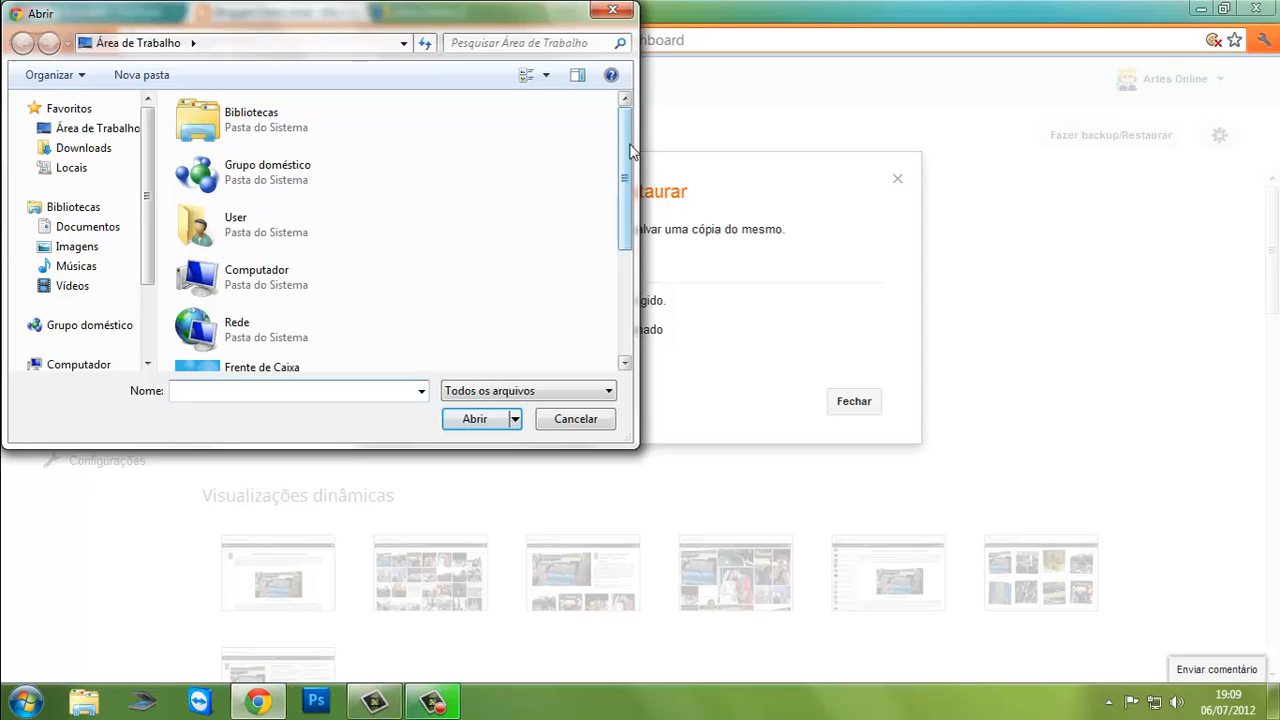 Abrir
Área de Trabalho
Pesquisar Área de Trabalho
board
Organizar
Nova pasta
Artes Online
Fazer backup/Restaurar
Favoritos
Área de Trabalho
Downloads
Locais
Bibliotecas
Documentos
Imagens
Músicas
Vídeos
Grupo doméstico
Computador
Bibliotecas
Pasta do Sistema
Grupo doméstico
Pasta do Sistema
User
Pasta do Sistema
Computador
Pasta do Sistema
Rede
Pasta do Sistema
Frente de Caixa
Nome:
Todos os arquivos
Abrir
Cancelar
taurar
lvar uma cópia do mesmo.
gido.
ado
Fechar
Configurações
Visualizações dinâmicas
Enviar comentário
Ps
19:09
06/07/2012